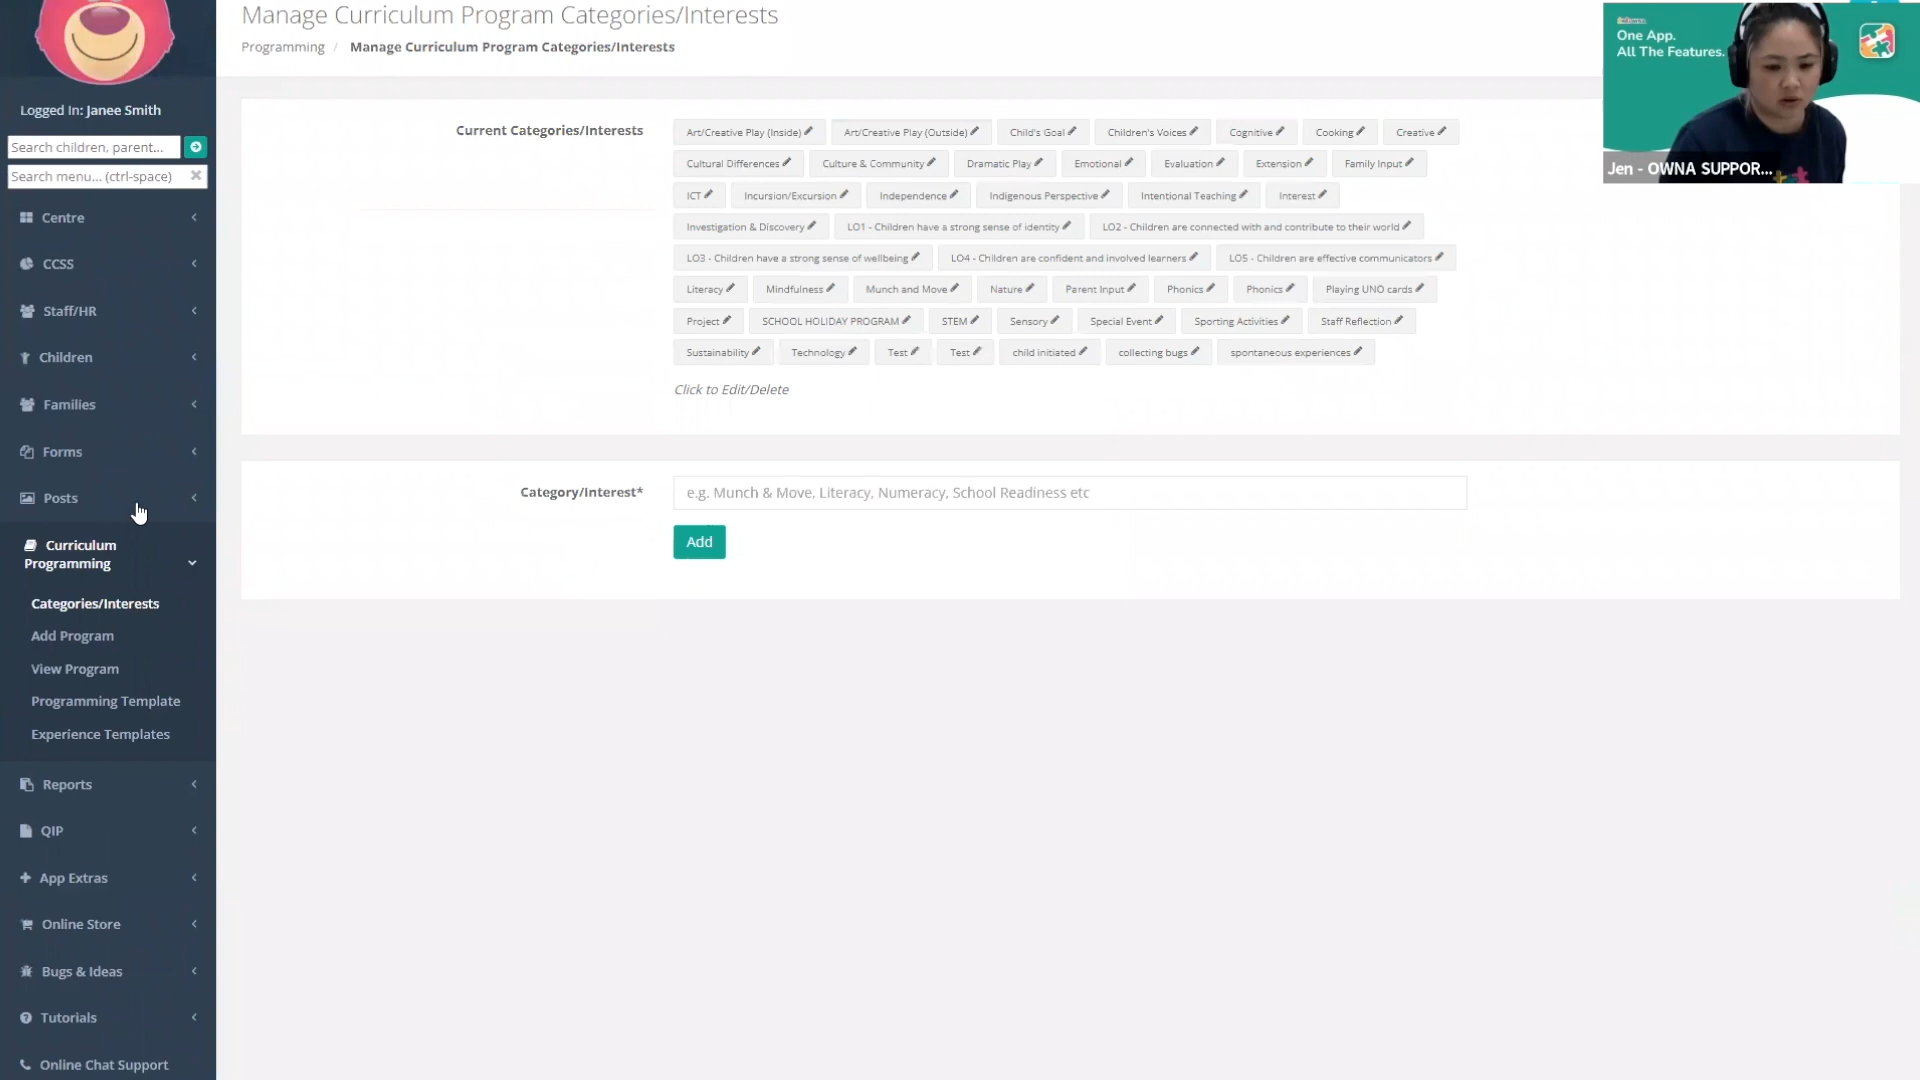 Manage Curriculum Program Categories/Interests
Programming / Manage Curriculum Program Categories/Interests
One App.
All The Features.
Jen - OWNA SUPPOR...
Logged In: Janee Smith
Search children, parent...
Search menu... (ctrl-space)
Centre
CCSS
Staff/HR
Children
Families
Forms
Posts
Curriculum
Programming
Categories/Interests
Add Program
View Program
Programming Template
Experience Templates
Reports
QIP
App Extras
Online Store
Bugs & Ideas
Tutorials
Online Chat Support
Current Categories/Interests
Art/Creative Play (Inside) Art/Creative Play (Outside) Child's Goal Children's Voices Cognitive Cooking Creative
Cultural Differences Culture & Community Dramatic Play Emotional Evaluation Extension Family Input
ICT Incursion/Excursion Independence Indigenous Perspective Intentional Teaching Interest
Investigation & Discovery LO1 - Children have a strong sense of identity LO2 - Children are connected with and contribute to their world
LO3 - Children have a strong sense of wellbeing LO4 - Children are confident and involved learners LO5 - Children are effective communicators
Literacy Mindfulness Munch and Move Nature Parent Input Phonics Phonics Playing UNO cards
Project SCHOOL HOLIDAY PROGRAM STEM Sensory Special Event Sporting Activities Staff Reflection
Sustainability Technology Test Test child initiated collecting bugs spontaneous experiences
Click to Edit/Delete
Category/Interest* e.g. Munch & Move, Literacy, Numeracy, School Readiness etc
Add